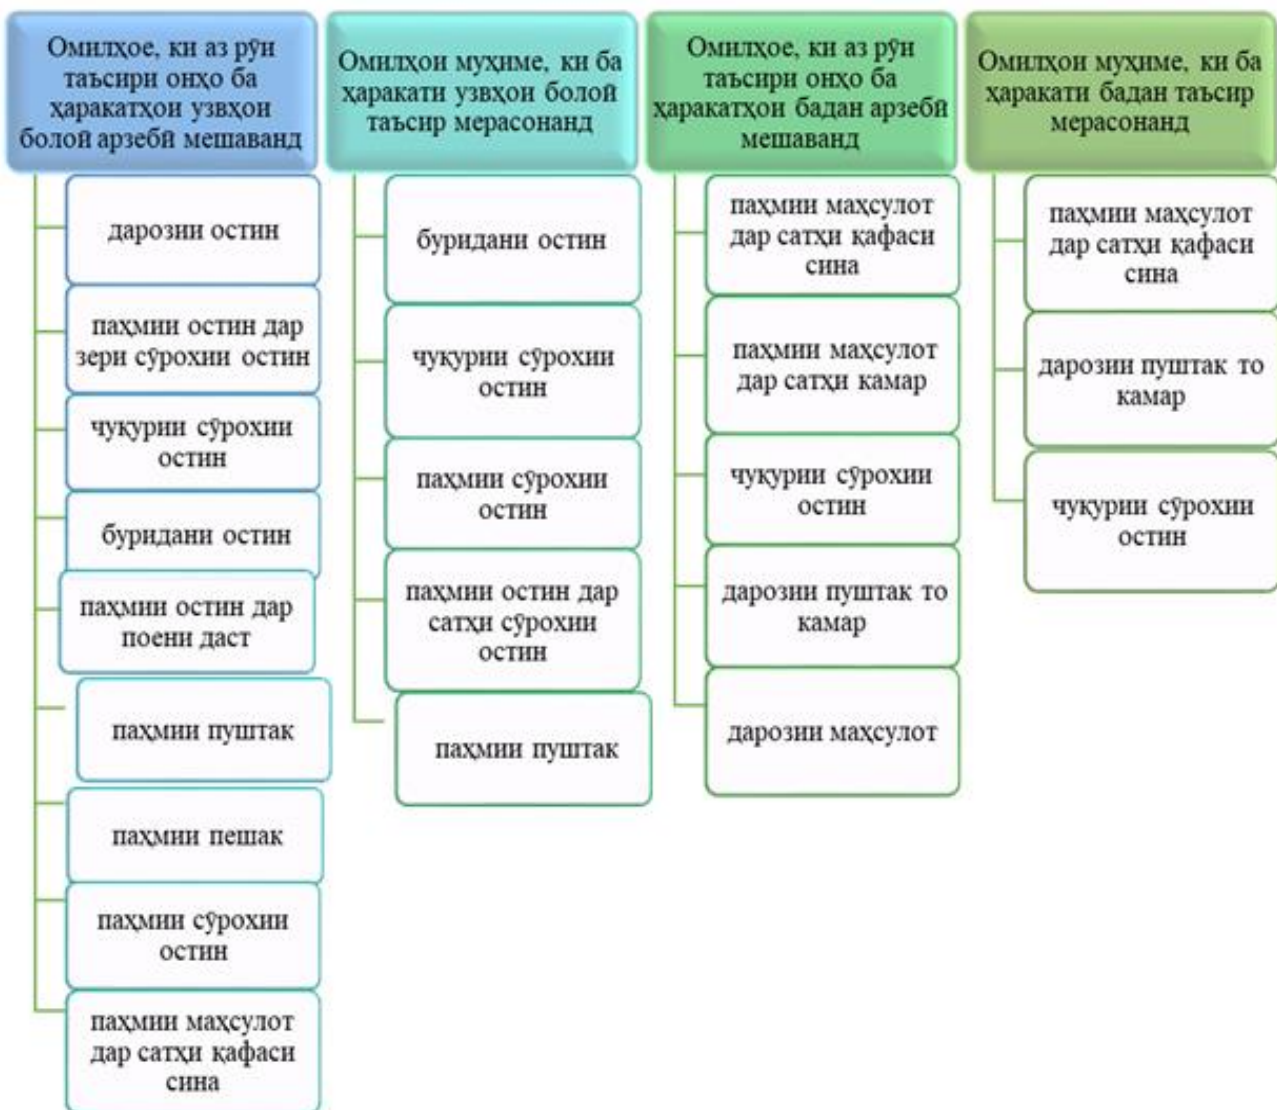 Омилҳое, ки аз рӯи
таъсири онҳо ба
ҳаракатҳои узвҳои
болоӣ арзебӣ мешаванд
дарозии остин
паҳмии остин дар
зери сӯрохии остин
чуқурии сӯрохии
остин
буридани остин
паҳмии остин дар
поени даст
паҳмии пуштак
паҳмии пешак
паҳмии сӯрохии
остин
паҳмии маҳсулот
дар сатҳи қафаси
сина
Омилҳои муҳиме, ки ба
ҳаракати узвҳои болоӣ
таъсир мерасонанд
буридани остин
чуқурии сӯрохии
остин
паҳмии сӯрохии
остин
паҳмии остин дар
сатҳи сӯрохии
остин
паҳмии пуштак
Омилҳое, ки аз рӯи
таъсири онҳо ба
ҳаракатҳои бадан арзебӣ
мешаванд
паҳмии маҳсулот
дар сатҳи қафаси
сина
паҳмии маҳсулот
дар сатҳи камар
чуқурии сӯрохии
остин
дарозии пуштак то
камар
дарозии маҳсулот
Омилҳои муҳиме, ки ба
ҳаракати бадан таъсир
мерасонанд
паҳмии маҳсулот
дар сатҳи қафаси
сина
дарозии пуштак то
камар
чуқурии сӯрохии
остин